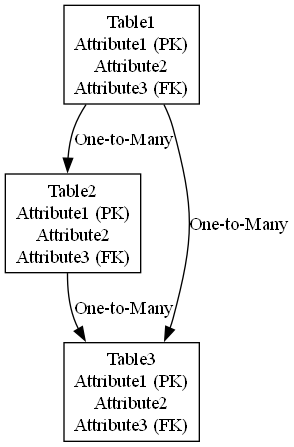 Table1
Attribute1 (PK)
Attribute2
Attribute3 (FK)
One-to-Many
Table2
Attribute1 (PK)
Attribute2
Attribute3 (FK)
One-to-Many
One-to-Many
Table3
Attribute1 (PK)
Attribute2
Attribute3 (FK)